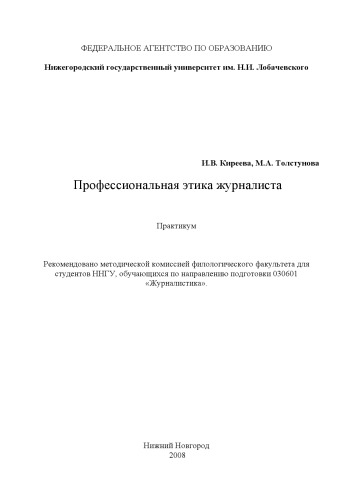 ФЕДЕРАЛЬНОЕ АГЕНТСТВО ПО ОБРАЗОВАНИЮ
Нижегородский государственный университет им. Н.И. Лобачевского
И.В. Киреева, М.А. Толстунова
Профессиональная этика журналиста
Практикум
Рекомендовано методической комиссией филологического факультета для
студентов ННГУ, обучающихся по направлению подготовки 030601
«Журналистика».
Нижний Новгород
2008